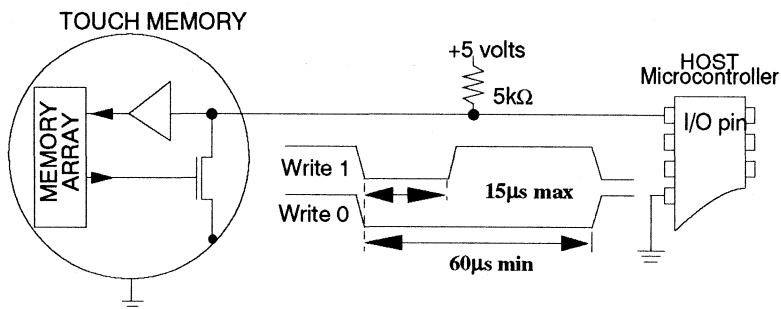 TOUCH MEMORY
+5 volts
HOST
Microcontroller
5kΩ
I/O pin
MEMORY
ARRAY
Write 1
15μs max
Write 0
60μs min